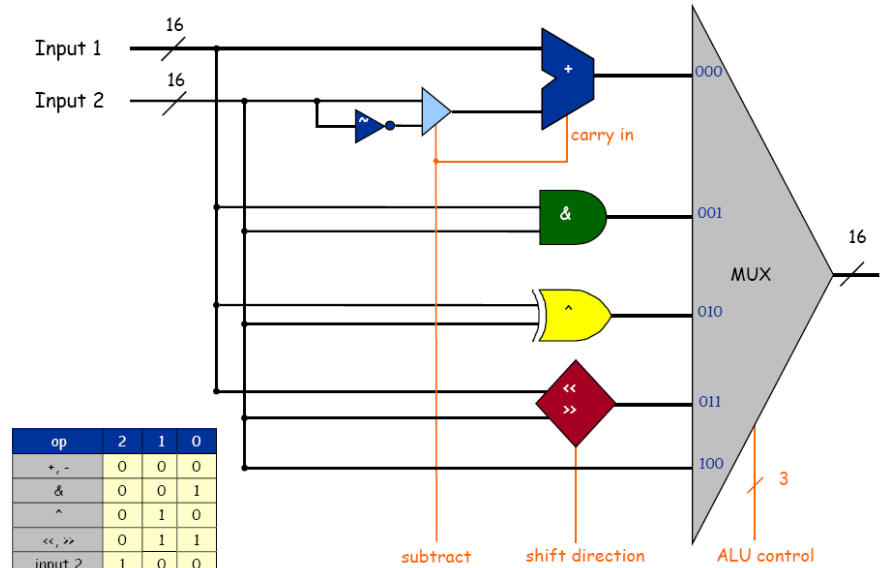 16
Input 1
16
Input 2
+
000
~
carry in
&
001
16
MUX
^
010
<<
>>
011
100
3
subtract
shift direction
ALU control
op 2 1 0
+, - 0 0 0
& 0 0 1
^ 0 1 0
<<, >> 0 1 1
input 2 1 0 0